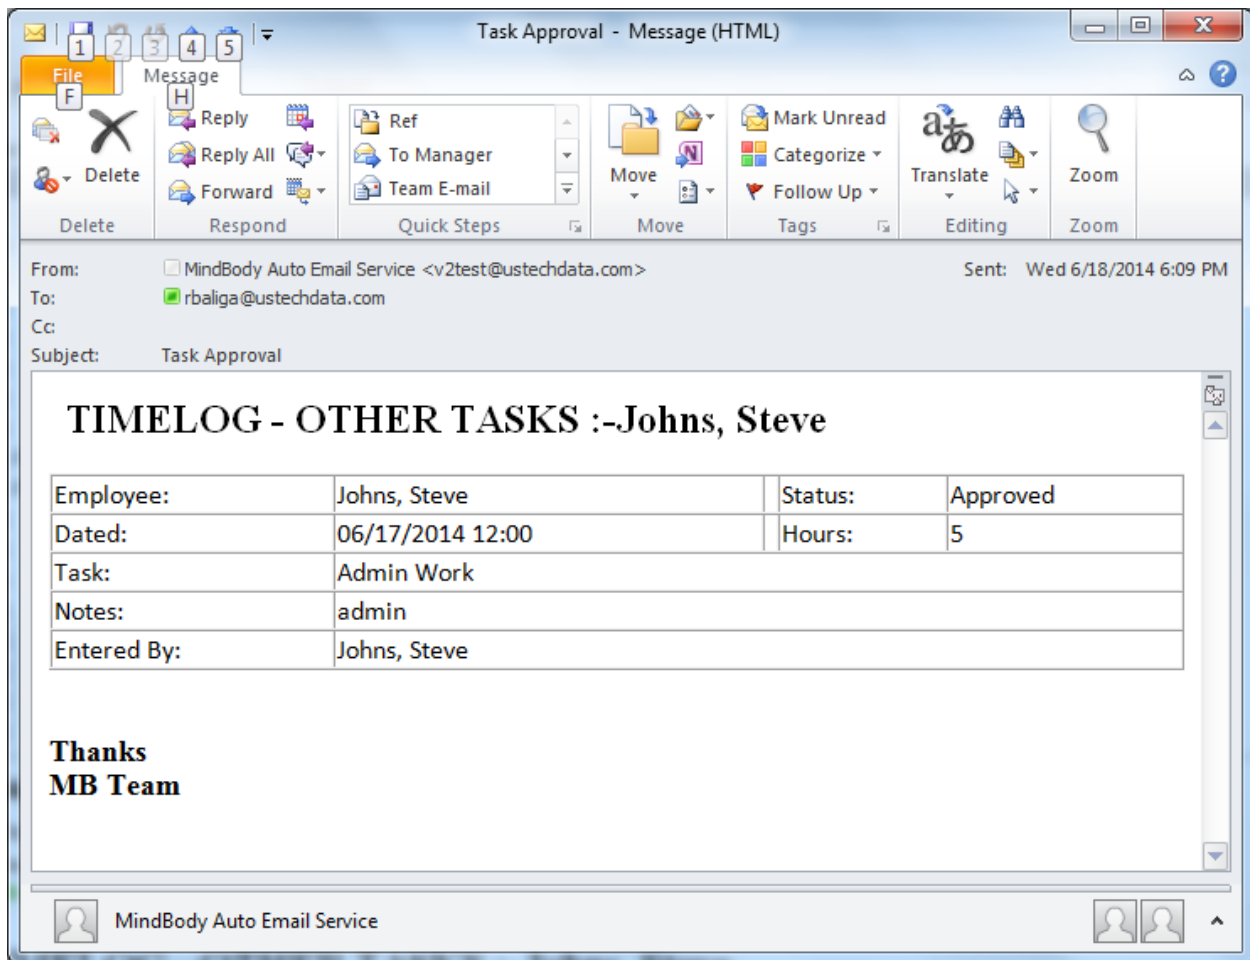 Task Approval - Message (HTML)
1 2 3 4 5
File Message
F H
Delete
Reply
Reply All
Forward
Ref
To Manager
Team E-mail
Move
Mark Unread
Categorize
Follow Up
Translate
Zoom
Delete Respond Quick Steps Move Tags Editing Zoom
From: MindBody Auto Email Service <v2test@ustechdata.com> Sent: Wed 6/18/2014 6:09 PM
To: rbaliga@ustechdata.com
Cc:
Subject: Task Approval
TIMELOG - OTHER TASKS :-Johns, Steve
Employee: Johns, Steve Status: Approved
Dated: 06/17/2014 12:00 Hours: 5
Task: Admin Work
Notes: admin
Entered By: Johns, Steve
Thanks
MB Team
MindBody Auto Email Service